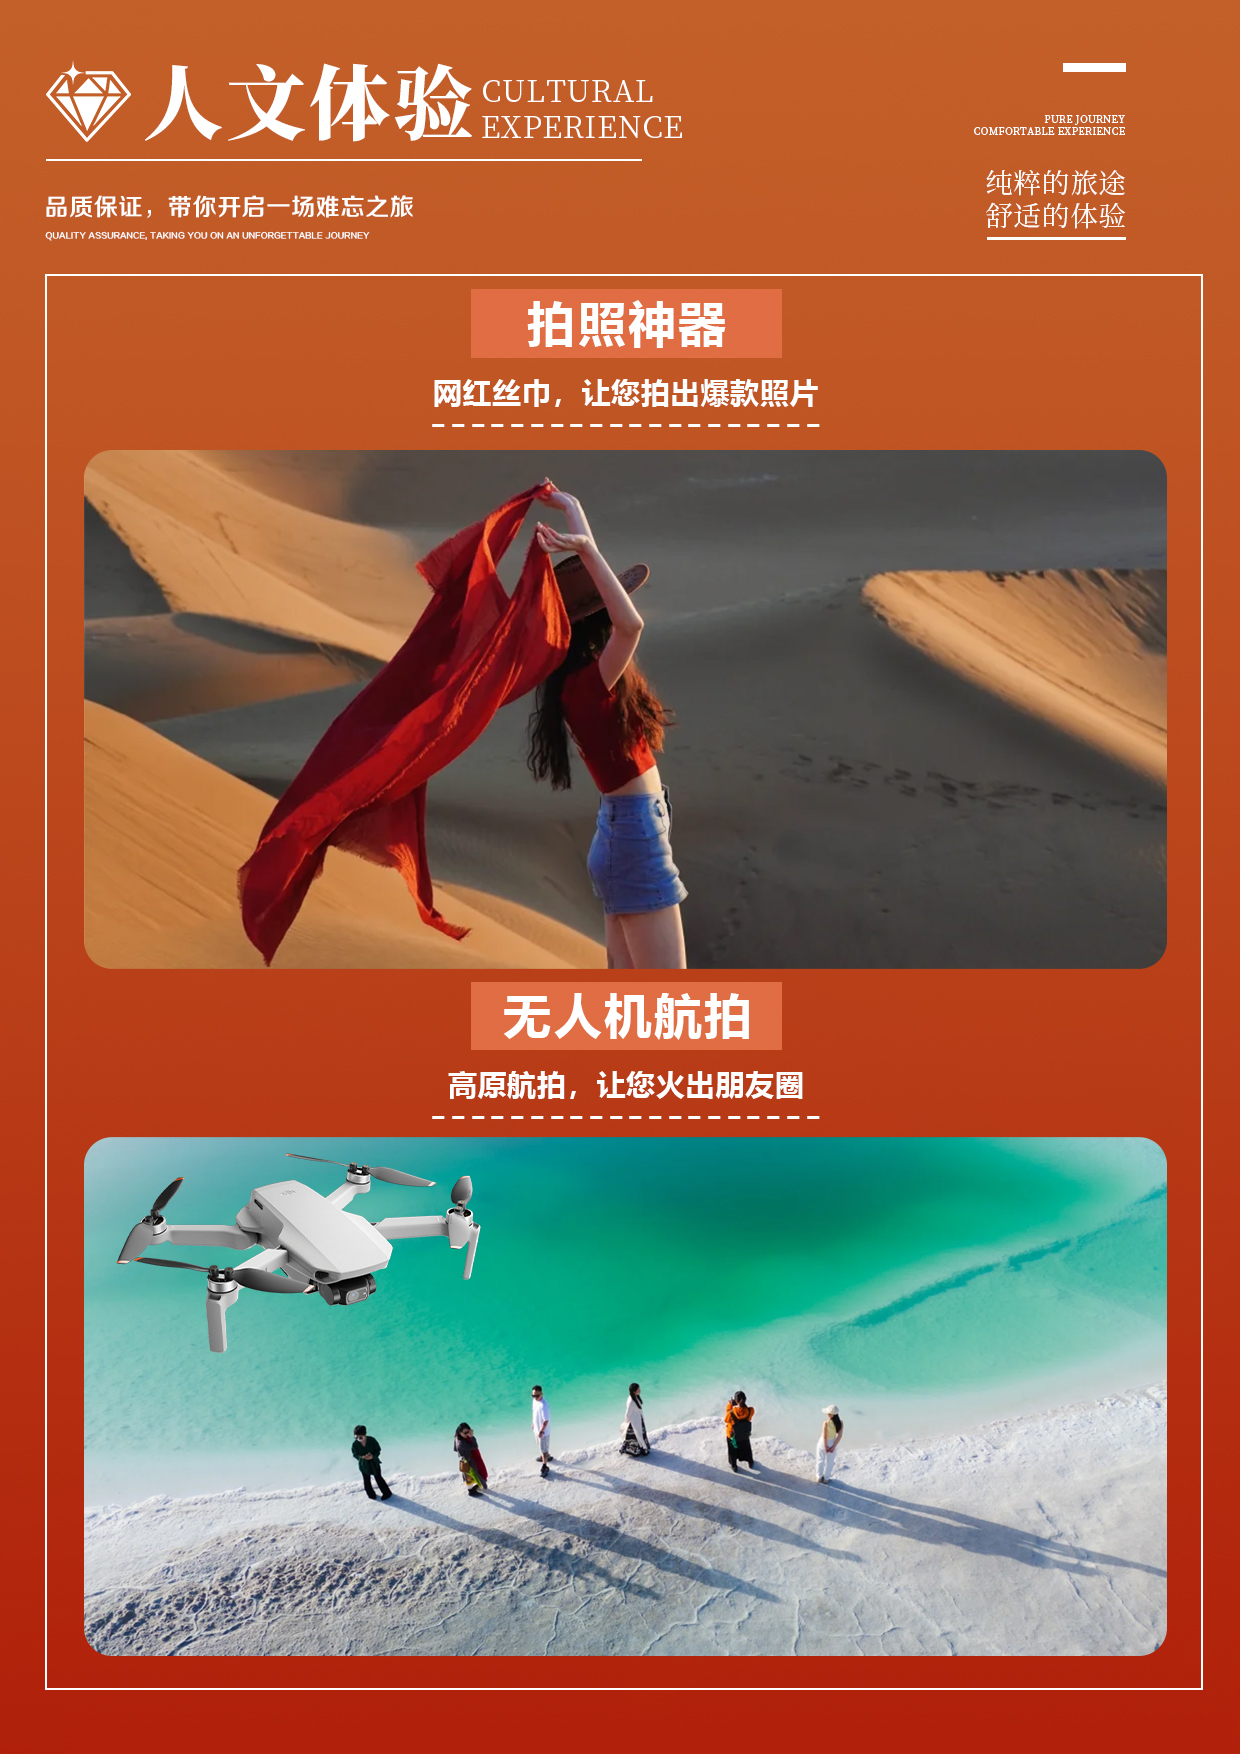 人文体验
CULTURAL
EXPERIENCE
品质保证，带你开启一场难忘之旅
QUALITY ASSURANCE, TAKING YOU ON AN UNFORGETTABLE JOURNEY
PURE JOURNEY
COMFORTABLE EXPERIENCE
纯粹的旅途
舒适的体验
拍照神器
网红丝巾，让您拍出爆款照片
无人机航拍
高原航拍，让您火出朋友圈